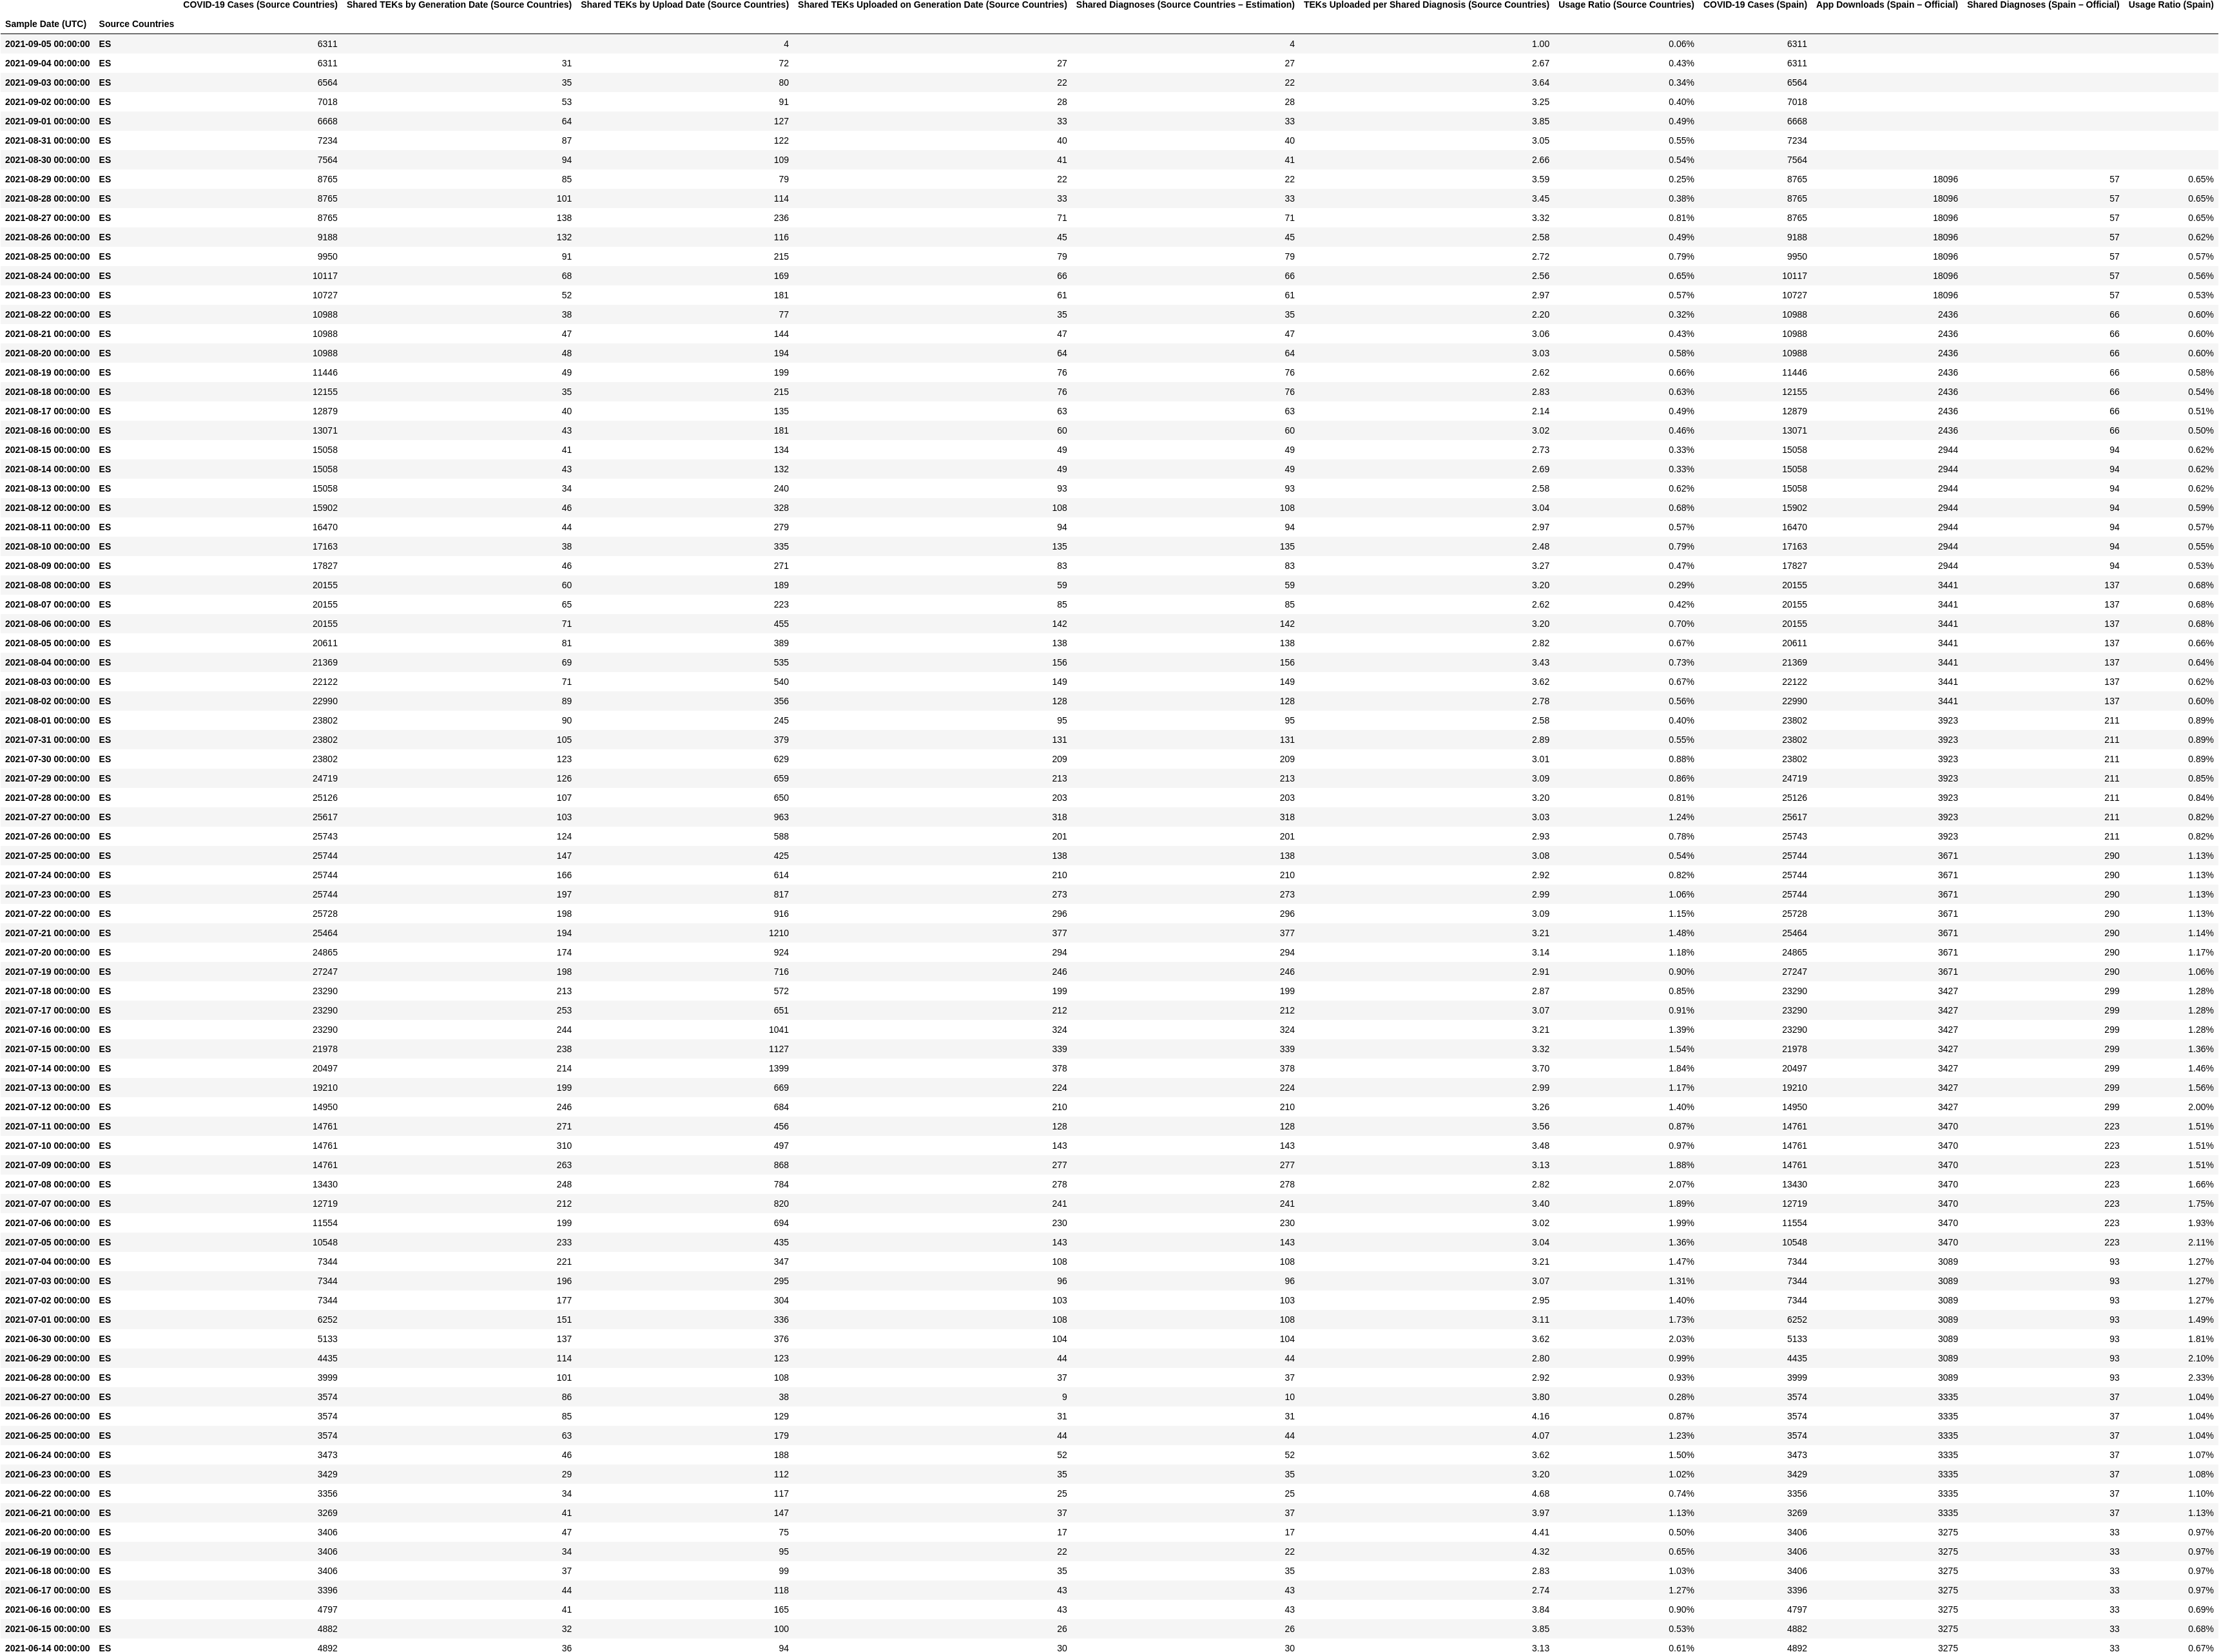 COVID-19 Cases (Source Countries) Shared TEKs by Generation Date (Source Countries) Shared TEKs by Upload Date (Source Countries) Shared TEKs Uploaded on Generation Date (Source Countries) Shared Diagnoses (Source Countries – Estimation) TEKs Uploaded per Shared Diagnosis (Source Countries) Usage Ratio (Source Countries) COVID-19 Cases (Spain) App Downloads (Spain – Official) Shared Diagnoses (Spain – Official) Usage Ratio (Spain)
Sample Date (UTC) Source Countries
2021-09-05 00:00:00 ES 6311 4 4 1.00 0.06% 6311
2021-09-04 00:00:00 ES 6311 31 72 27 27 2.67 0.43% 6311
2021-09-03 00:00:00 ES 6564 35 80 22 22 3.64 0.34% 6564
2021-09-02 00:00:00 ES 7018 53 91 28 28 3.25 0.40% 7018
2021-09-01 00:00:00 ES 6668 64 127 33 33 3.85 0.49% 6668
2021-08-31 00:00:00 ES 7234 87 122 40 40 3.05 0.55% 7234
2021-08-30 00:00:00 ES 7564 94 109 41 41 2.66 0.54% 7564
2021-08-29 00:00:00 ES 8765 85 79 22 22 3.59 0.25% 8765 18096 57 0.65%
2021-08-28 00:00:00 ES 8765 101 114 33 33 3.45 0.38% 8765 18096 57 0.65%
2021-08-27 00:00:00 ES 8765 138 236 71 71 3.32 0.81% 8765 18096 57 0.65%
2021-08-26 00:00:00 ES 9188 132 116 45 45 2.58 0.49% 9188 18096 57 0.62%
2021-08-25 00:00:00 ES 9950 91 215 79 79 2.72 0.79% 9950 18096 57 0.57%
2021-08-24 00:00:00 ES 10117 68 169 66 66 2.56 0.65% 10117 18096 57 0.56%
2021-08-23 00:00:00 ES 10727 52 181 61 61 2.97 0.57% 10727 18096 57 0.53%
2021-08-22 00:00:00 ES 10988 38 77 35 35 2.20 0.32% 10988 2436 66 0.60%
2021-08-21 00:00:00 ES 10988 47 144 47 47 3.06 0.43% 10988 2436 66 0.60%
2021-08-20 00:00:00 ES 10988 48 194 64 64 3.03 0.58% 10988 2436 66 0.60%
2021-08-19 00:00:00 ES 11446 49 199 76 76 2.62 0.66% 11446 2436 66 0.58%
2021-08-18 00:00:00 ES 12155 35 215 76 76 2.83 0.63% 12155 2436 66 0.54%
2021-08-17 00:00:00 ES 12879 40 135 63 63 2.14 0.49% 12879 2436 66 0.51%
2021-08-16 00:00:00 ES 13071 43 181 60 60 3.02 0.46% 13071 2436 66 0.50%
2021-08-15 00:00:00 ES 15058 41 134 49 49 2.73 0.33% 15058 2944 94 0.62%
2021-08-14 00:00:00 ES 15058 43 132 49 49 2.69 0.33% 15058 2944 94 0.62%
2021-08-13 00:00:00 ES 15058 34 240 93 93 2.58 0.62% 15058 2944 94 0.62%
2021-08-12 00:00:00 ES 15902 46 328 108 108 3.04 0.68% 15902 2944 94 0.59%
2021-08-11 00:00:00 ES 16470 44 279 94 94 2.97 0.57% 16470 2944 94 0.57%
2021-08-10 00:00:00 ES 17163 38 335 135 135 2.48 0.79% 17163 2944 94 0.55%
2021-08-09 00:00:00 ES 17827 46 271 83 83 3.27 0.47% 17827 2944 94 0.53%
2021-08-08 00:00:00 ES 20155 60 189 59 59 3.20 0.29% 20155 3441 137 0.68%
2021-08-07 00:00:00 ES 20155 65 223 85 85 2.62 0.42% 20155 3441 137 0.68%
2021-08-06 00:00:00 ES 20155 71 455 142 142 3.20 0.70% 20155 3441 137 0.68%
2021-08-05 00:00:00 ES 20611 81 389 138 138 2.82 0.67% 20611 3441 137 0.66%
2021-08-04 00:00:00 ES 21369 69 535 156 156 3.43 0.73% 21369 3441 137 0.64%
2021-08-03 00:00:00 ES 22122 71 540 149 149 3.62 0.67% 22122 3441 137 0.62%
2021-08-02 00:00:00 ES 22990 89 356 128 128 2.78 0.56% 22990 3441 137 0.60%
2021-08-01 00:00:00 ES 23802 90 245 95 95 2.58 0.40% 23802 3923 211 0.89%
2021-07-31 00:00:00 ES 23802 105 379 131 131 2.89 0.55% 23802 3923 211 0.89%
2021-07-30 00:00:00 ES 23802 123 629 209 209 3.01 0.88% 23802 3923 211 0.89%
2021-07-29 00:00:00 ES 24719 126 659 213 213 3.09 0.86% 24719 3923 211 0.85%
2021-07-28 00:00:00 ES 25126 107 650 203 203 3.20 0.81% 25126 3923 211 0.84%
2021-07-27 00:00:00 ES 25617 103 963 318 318 3.03 1.24% 25617 3923 211 0.82%
2021-07-26 00:00:00 ES 25743 124 588 201 201 2.93 0.78% 25743 3923 211 0.82%
2021-07-25 00:00:00 ES 25744 147 425 138 138 3.08 0.54% 25744 3671 290 1.13%
2021-07-24 00:00:00 ES 25744 166 614 210 210 2.92 0.82% 25744 3671 290 1.13%
2021-07-23 00:00:00 ES 25744 197 817 273 273 2.99 1.06% 25744 3671 290 1.13%
2021-07-22 00:00:00 ES 25728 198 916 296 296 3.09 1.15% 25728 3671 290 1.13%
2021-07-21 00:00:00 ES 25464 194 1210 377 377 3.21 1.48% 25464 3671 290 1.14%
2021-07-20 00:00:00 ES 24865 174 924 294 294 3.14 1.18% 24865 3671 290 1.17%
2021-07-19 00:00:00 ES 27247 198 716 246 246 2.91 0.90% 27247 3671 290 1.06%
2021-07-18 00:00:00 ES 23290 213 572 199 199 2.87 0.85% 23290 3427 299 1.28%
2021-07-17 00:00:00 ES 23290 253 651 212 212 3.07 0.91% 23290 3427 299 1.28%
2021-07-16 00:00:00 ES 23290 244 1041 324 324 3.21 1.39% 23290 3427 299 1.28%
2021-07-15 00:00:00 ES 21978 238 1127 339 339 3.32 1.54% 21978 3427 299 1.36%
2021-07-14 00:00:00 ES 20497 214 1399 378 378 3.70 1.84% 20497 3427 299 1.46%
2021-07-13 00:00:00 ES 19210 199 669 224 224 2.99 1.17% 19210 3427 299 1.56%
2021-07-12 00:00:00 ES 14950 246 684 210 210 3.26 1.40% 14950 3427 299 2.00%
2021-07-11 00:00:00 ES 14761 271 456 128 128 3.56 0.87% 14761 3470 223 1.51%
2021-07-10 00:00:00 ES 14761 310 497 143 143 3.48 0.97% 14761 3470 223 1.51%
2021-07-09 00:00:00 ES 14761 263 868 277 277 3.13 1.88% 14761 3470 223 1.51%
2021-07-08 00:00:00 ES 13430 248 784 278 278 2.82 2.07% 13430 3470 223 1.66%
2021-07-07 00:00:00 ES 12719 212 820 241 241 3.40 1.89% 12719 3470 223 1.75%
2021-07-06 00:00:00 ES 11554 199 694 230 230 3.02 1.99% 11554 3470 223 1.93%
2021-07-05 00:00:00 ES 10548 233 435 143 143 3.04 1.36% 10548 3470 223 2.11%
2021-07-04 00:00:00 ES 7344 221 347 108 108 3.21 1.47% 7344 3089 93 1.27%
2021-07-03 00:00:00 ES 7344 196 295 96 96 3.07 1.31% 7344 3089 93 1.27%
2021-07-02 00:00:00 ES 7344 177 304 103 103 2.95 1.40% 7344 3089 93 1.27%
2021-07-01 00:00:00 ES 6252 151 336 108 108 3.11 1.73% 6252 3089 93 1.49%
2021-06-30 00:00:00 ES 5133 137 376 104 104 3.62 2.03% 5133 3089 93 1.81%
2021-06-29 00:00:00 ES 4435 114 123 44 44 2.80 0.99% 4435 3089 93 2.10%
2021-06-28 00:00:00 ES 3999 101 108 37 37 2.92 0.93% 3999 3089 93 2.33%
2021-06-27 00:00:00 ES 3574 86 38 9 10 3.80 0.28% 3574 3335 37 1.04%
2021-06-26 00:00:00 ES 3574 85 129 31 31 4.16 0.87% 3574 3335 37 1.04%
2021-06-25 00:00:00 ES 3574 63 179 44 44 4.07 1.23% 3574 3335 37 1.04%
2021-06-24 00:00:00 ES 3473 46 188 52 52 3.62 1.50% 3473 3335 37 1.07%
2021-06-23 00:00:00 ES 3429 29 112 35 35 3.20 1.02% 3429 3335 37 1.08%
2021-06-22 00:00:00 ES 3356 34 117 25 25 4.68 0.74% 3356 3335 37 1.10%
2021-06-21 00:00:00 ES 3269 41 147 37 37 3.97 1.13% 3269 3335 37 1.13%
2021-06-20 00:00:00 ES 3406 47 75 17 17 4.41 0.50% 3406 3275 33 0.97%
2021-06-19 00:00:00 ES 3406 34 95 22 22 4.32 0.65% 3406 3275 33 0.97%
2021-06-18 00:00:00 ES 3406 37 99 35 35 2.83 1.03% 3406 3275 33 0.97%
2021-06-17 00:00:00 ES 3396 44 118 43 43 2.74 1.27% 3396 3275 33 0.97%
2021-06-16 00:00:00 ES 4797 41 165 43 43 3.84 0.90% 4797 3275 33 0.69%
2021-06-15 00:00:00 ES 4882 32 100 26 26 3.85 0.53% 4882 3275 33 0.68%
2021-06-14 00:00:00 ES 4892 36 94 30 30 3.13 0.61% 4892 3275 33 0.67%